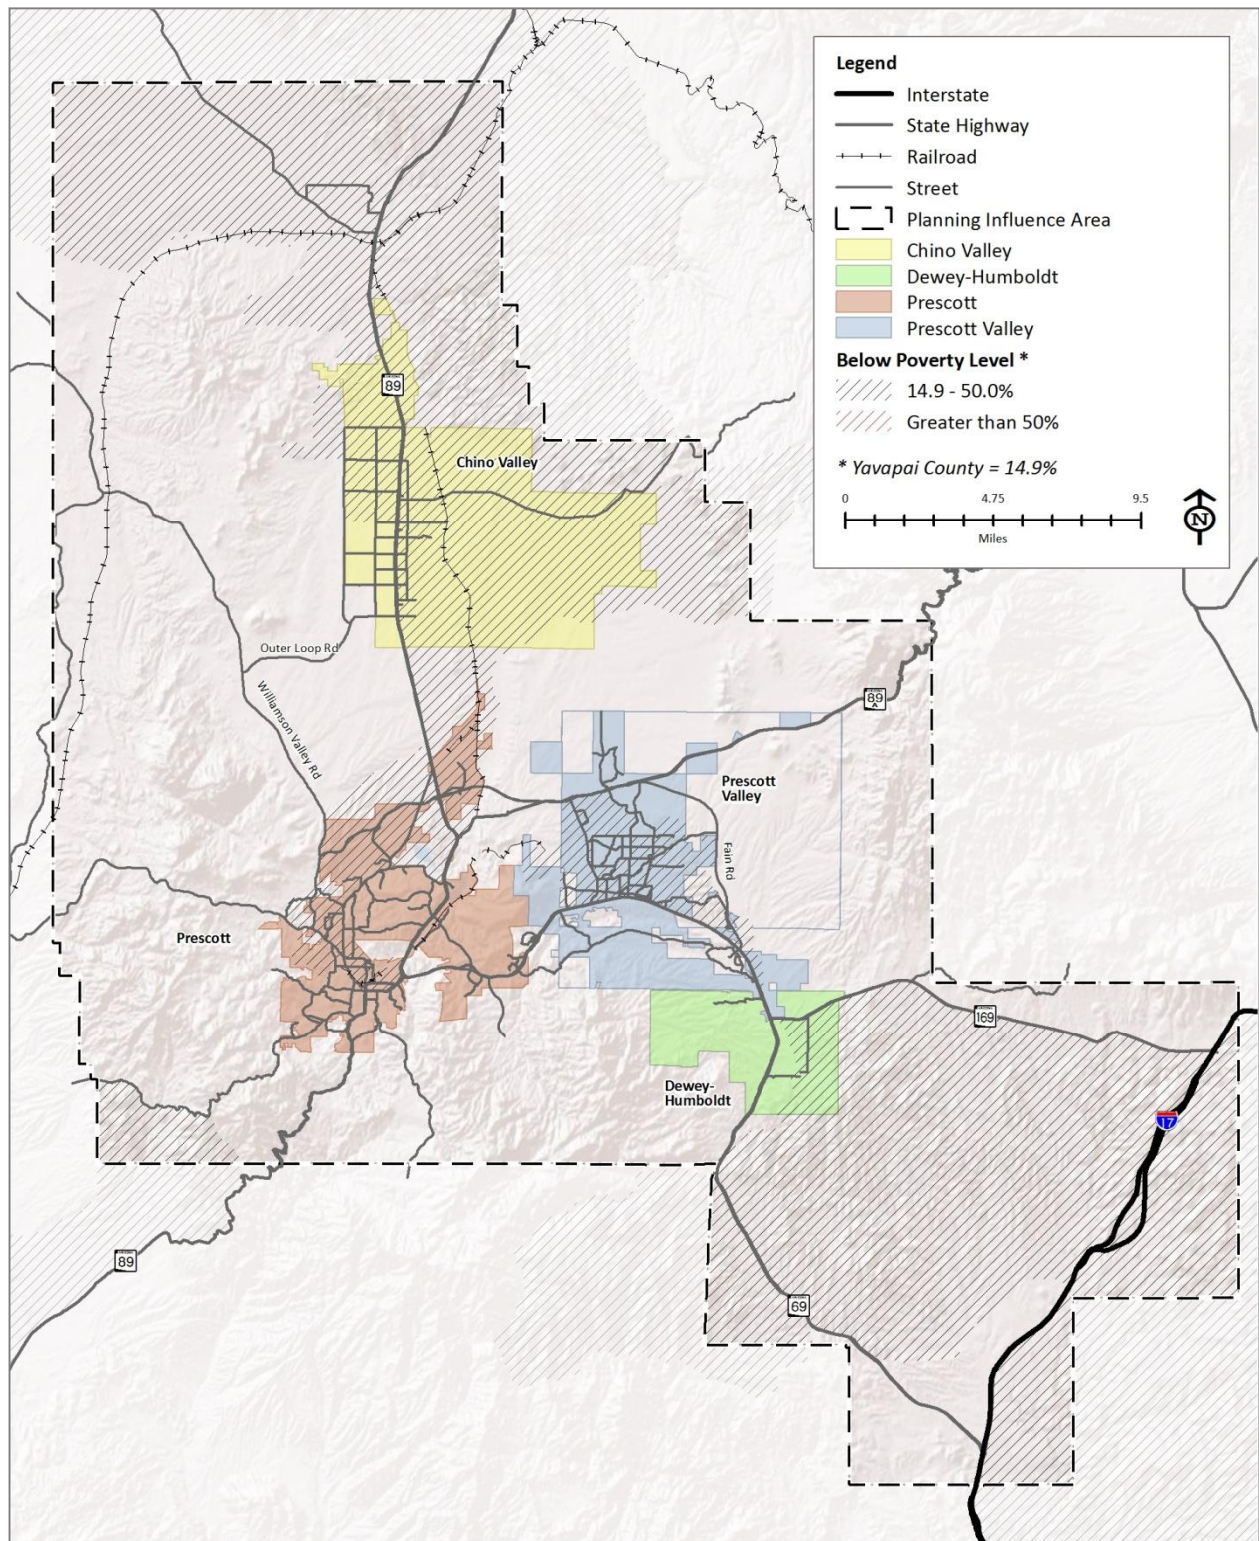 Legend
Interstate
State Highway
Railroad
Street
Planning Influence Area
Chino Valley
Dewey-Humboldt
Prescott
Prescott Valley
Below Poverty Level *
14.9 - 50.0%
Greater than 50%
* Yavapai County = 14.9%
0 4.75 9.5
Miles
N
89
Chino Valley
Outer Loop Rd
Williamson Valley Rd
89
A
Prescott
Valley
Fain Rd
Prescott
169
Dewey-
Humboldt
17
89
69